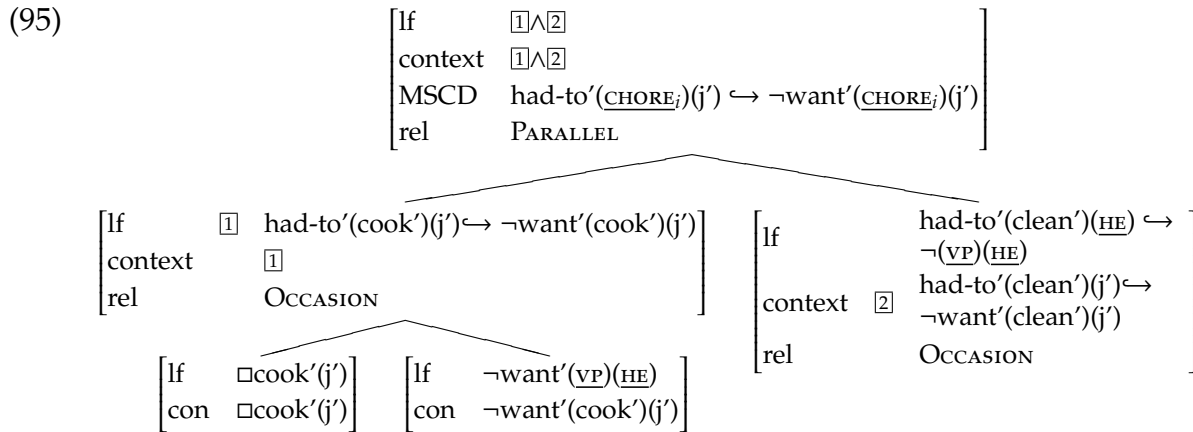 (95)
lf 1∧2
context 1∧2
MSCD had-to'(CHOREᵢ)(j') ↪ ¬want'(CHOREᵢ)(j')
rel PARALLEL
lf 1 had-to'(cook')(j')↪ ¬want'(cook')(j')
context 1
rel OCCASION
lf had-to'(clean')(HE) ↪
¬(VP)(HE)
context 2 had-to'(clean')(j')↪
¬want'(clean')(j')
rel OCCASION
lf □cook'(j')
con □cook'(j')
lf ¬want'(VP)(HE)
con ¬want'(cook')(j')